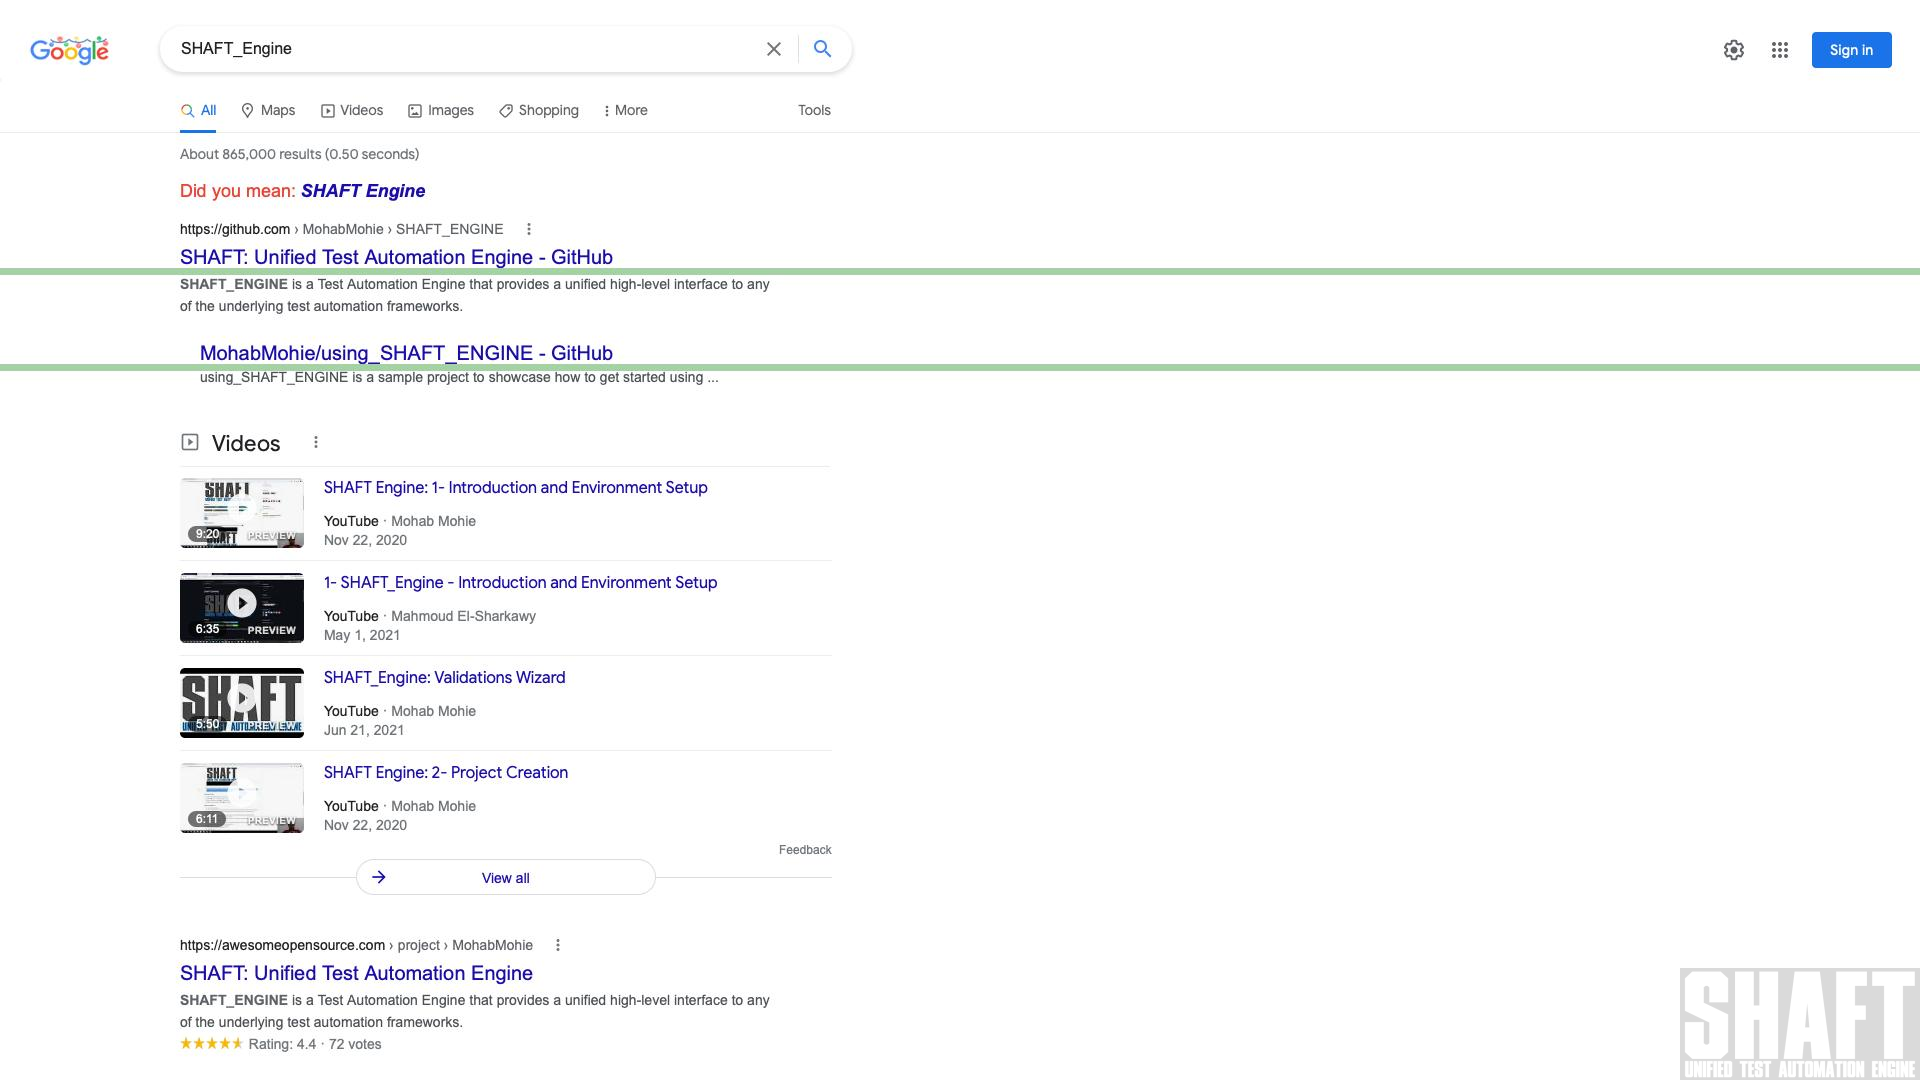 Google
SHAFT_Engine
Sign in
All
Maps
Videos
Images
Shopping
More
Tools
About 865,000 results (0.50 seconds)
Did you mean: SHAFT Engine
https://github.com › MohabMohie › SHAFT_ENGINE
SHAFT: Unified Test Automation Engine - GitHub
SHAFT_ENGINE is a Test Automation Engine that provides a unified high-level interface to any
of the underlying test automation frameworks.
MohabMohie/using_SHAFT_ENGINE - GitHub
using_SHAFT_ENGINE is a sample project to showcase how to get started using ...
Videos
SHAFT
9:20
PREVIEW
SHAFT Engine: 1- Introduction and Environment Setup
YouTube · Mohab Mohie
Nov 22, 2020
SHAFT
6:35
PREVIEW
1- SHAFT_Engine - Introduction and Environment Setup
YouTube · Mahmoud El-Sharkawy
May 1, 2021
SHAFT
5:50
PREVIEW
UNIFIED TEST AUTOMATION ENGINE
SHAFT_Engine: Validations Wizard
YouTube · Mohab Mohie
Jun 21, 2021
SHAFT
6:11
PREVIEW
SHAFT Engine: 2- Project Creation
YouTube · Mohab Mohie
Nov 22, 2020
Feedback
View all
https://awesomeopensource.com › project › MohabMohie
SHAFT: Unified Test Automation Engine
SHAFT_ENGINE is a Test Automation Engine that provides a unified high-level interface to any
of the underlying test automation frameworks.
Rating: 4.4 · 72 votes
SHAFT
UNIFIED TEST AUTOMATION ENGINE